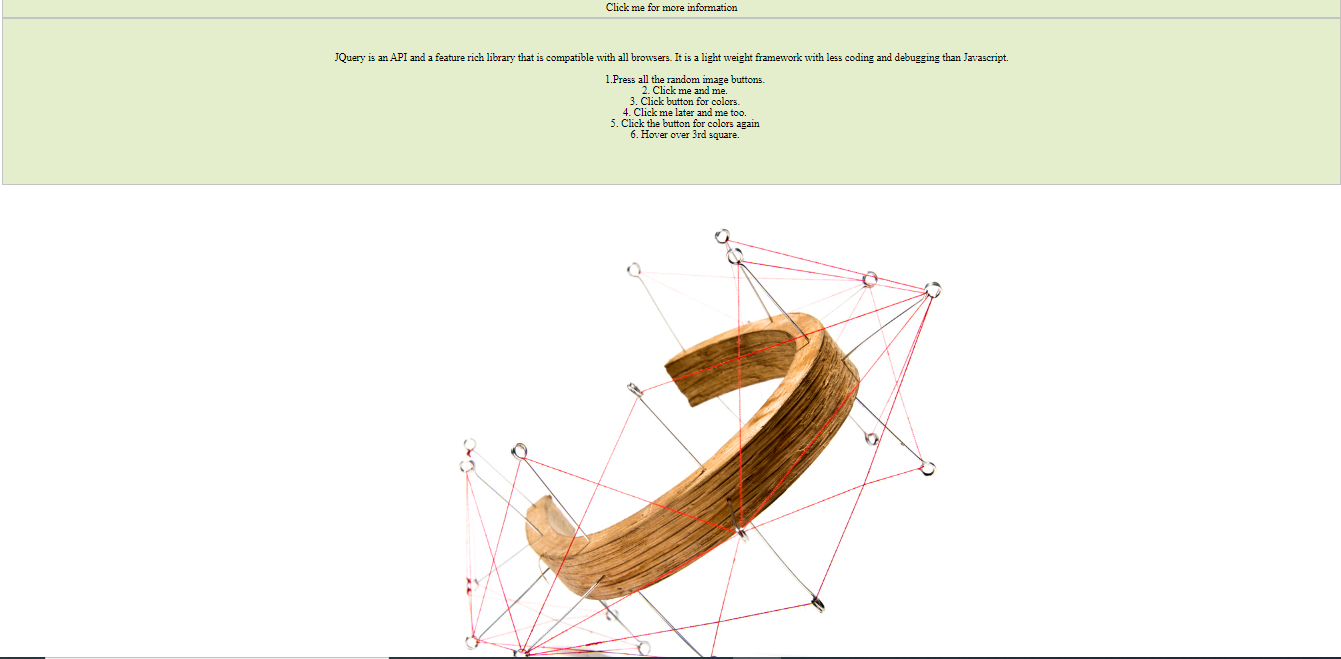 Click me for more information
JQuery is an API and a feature rich library that is compatible with all browsers. It is a light weight framework with less coding and debugging than Javascript.
1.Press all the random image buttons.
2. Click me and me.
3. Click button for colors.
4. Click me later and me too.
5. Click the button for colors again
6. Hover over 3rd square.